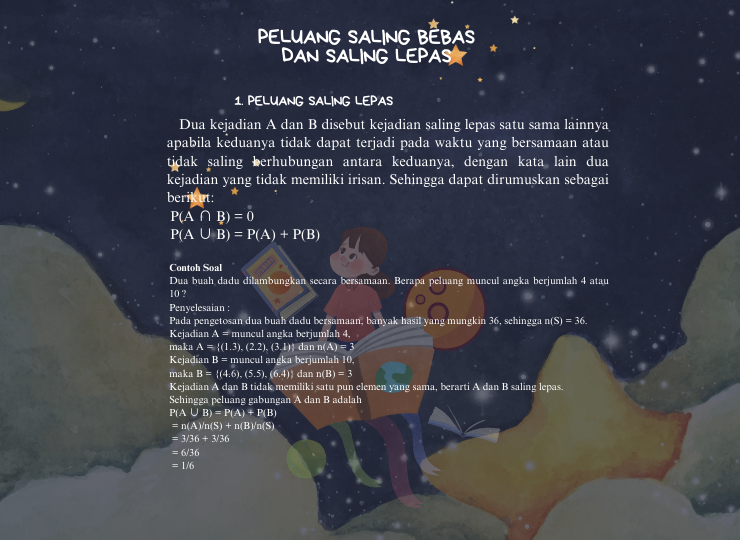 PELUANG SALING BEBAS
DAN SALING LEPAS
1. PELUANG SALING LEPAS
Dua kejadian A dan B disebut kejadian saling lepas satu sama lainnya
apabila keduanya tidak dapat terjadi pada waktu yang bersamaan atau
tidak saling berhubungan antara keduanya, dengan kata lain dua
kejadian yang tidak memiliki irisan. Sehingga dapat dirumuskan sebagai
berikut:
P(A ∩ B) = 0
P(A ∪ B) = P(A) + P(B)
Contoh Soal
Dua buah dadu dilambungkan secara bersamaan. Berapa peluang muncul angka berjumlah 4 atau
10 ?
Penyelesaian :
Pada pengetosan dua buah dadu bersamaan, banyak hasil yang mungkin 36, sehingga n(S) = 36.
Kejadian A = muncul angka berjumlah 4,
maka A = {(1.3), (2.2), (3.1)} dan n(A) = 3
Kejadian B = muncul angka berjumlah 10,
maka B = {(4.6), (5.5), (6.4)} dan n(B) = 3
Kejadian A dan B tidak memiliki satu pun elemen yang sama, berarti A dan B saling lepas.
Sehingga peluang gabungan A dan B adalah
P(A ∪ B) = P(A) + P(B)
= n(A)/n(S) + n(B)/n(S)
= 3/36 + 3/36
= 6/36
= 1/6